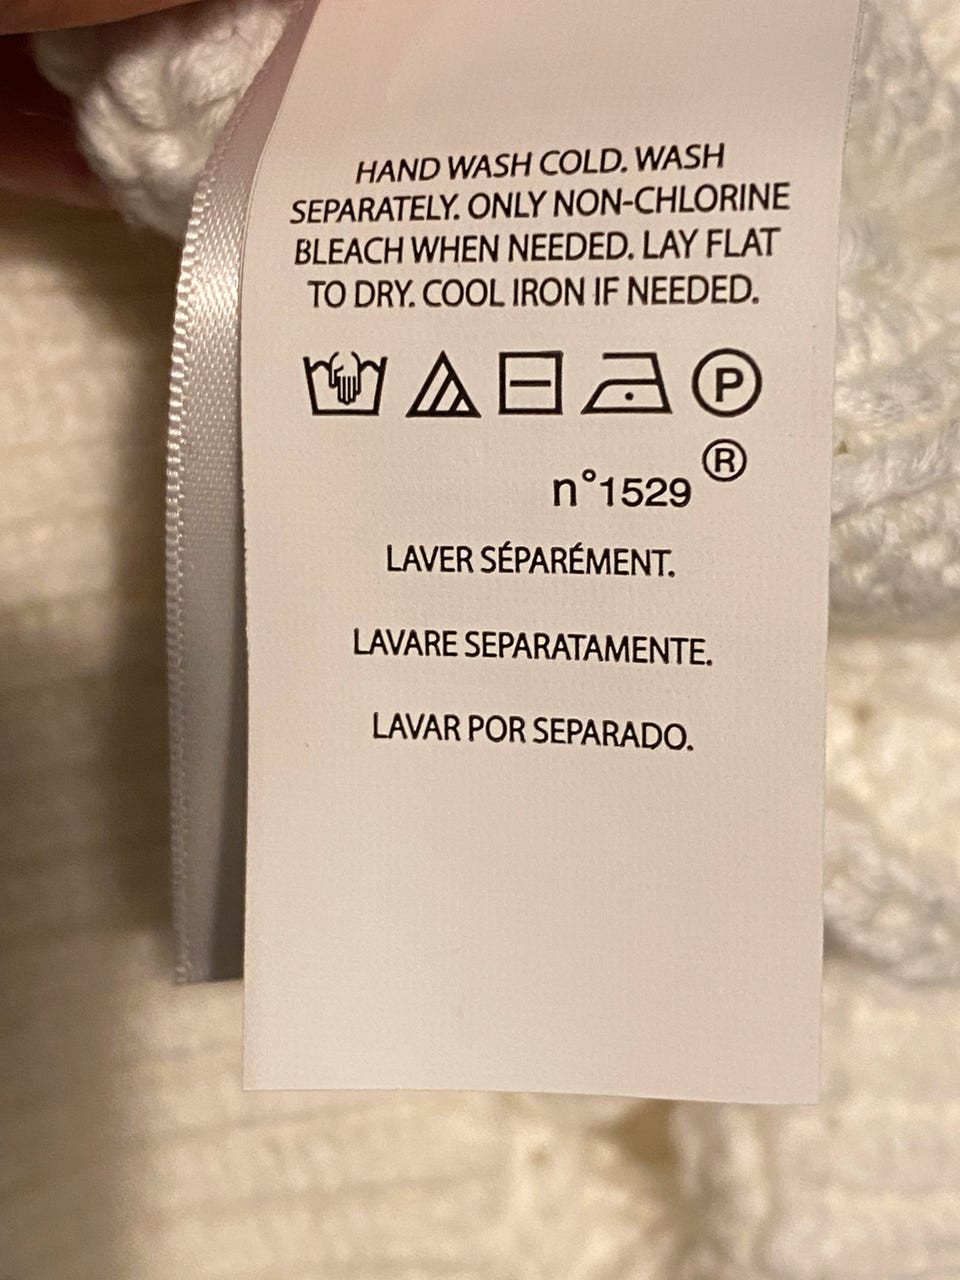 HAND WASH COLD. WASH
SEPARATELY. ONLY NON-CHLORINE
BLEACH WHEN NEEDED. LAY FLAT
TO DRY. COOL IRON IF NEEDED.
P
n°1529 ®
LAVER SÉPARÉMENT.
LAVARE SEPARATAMENTE.
LAVAR POR SEPARADO.